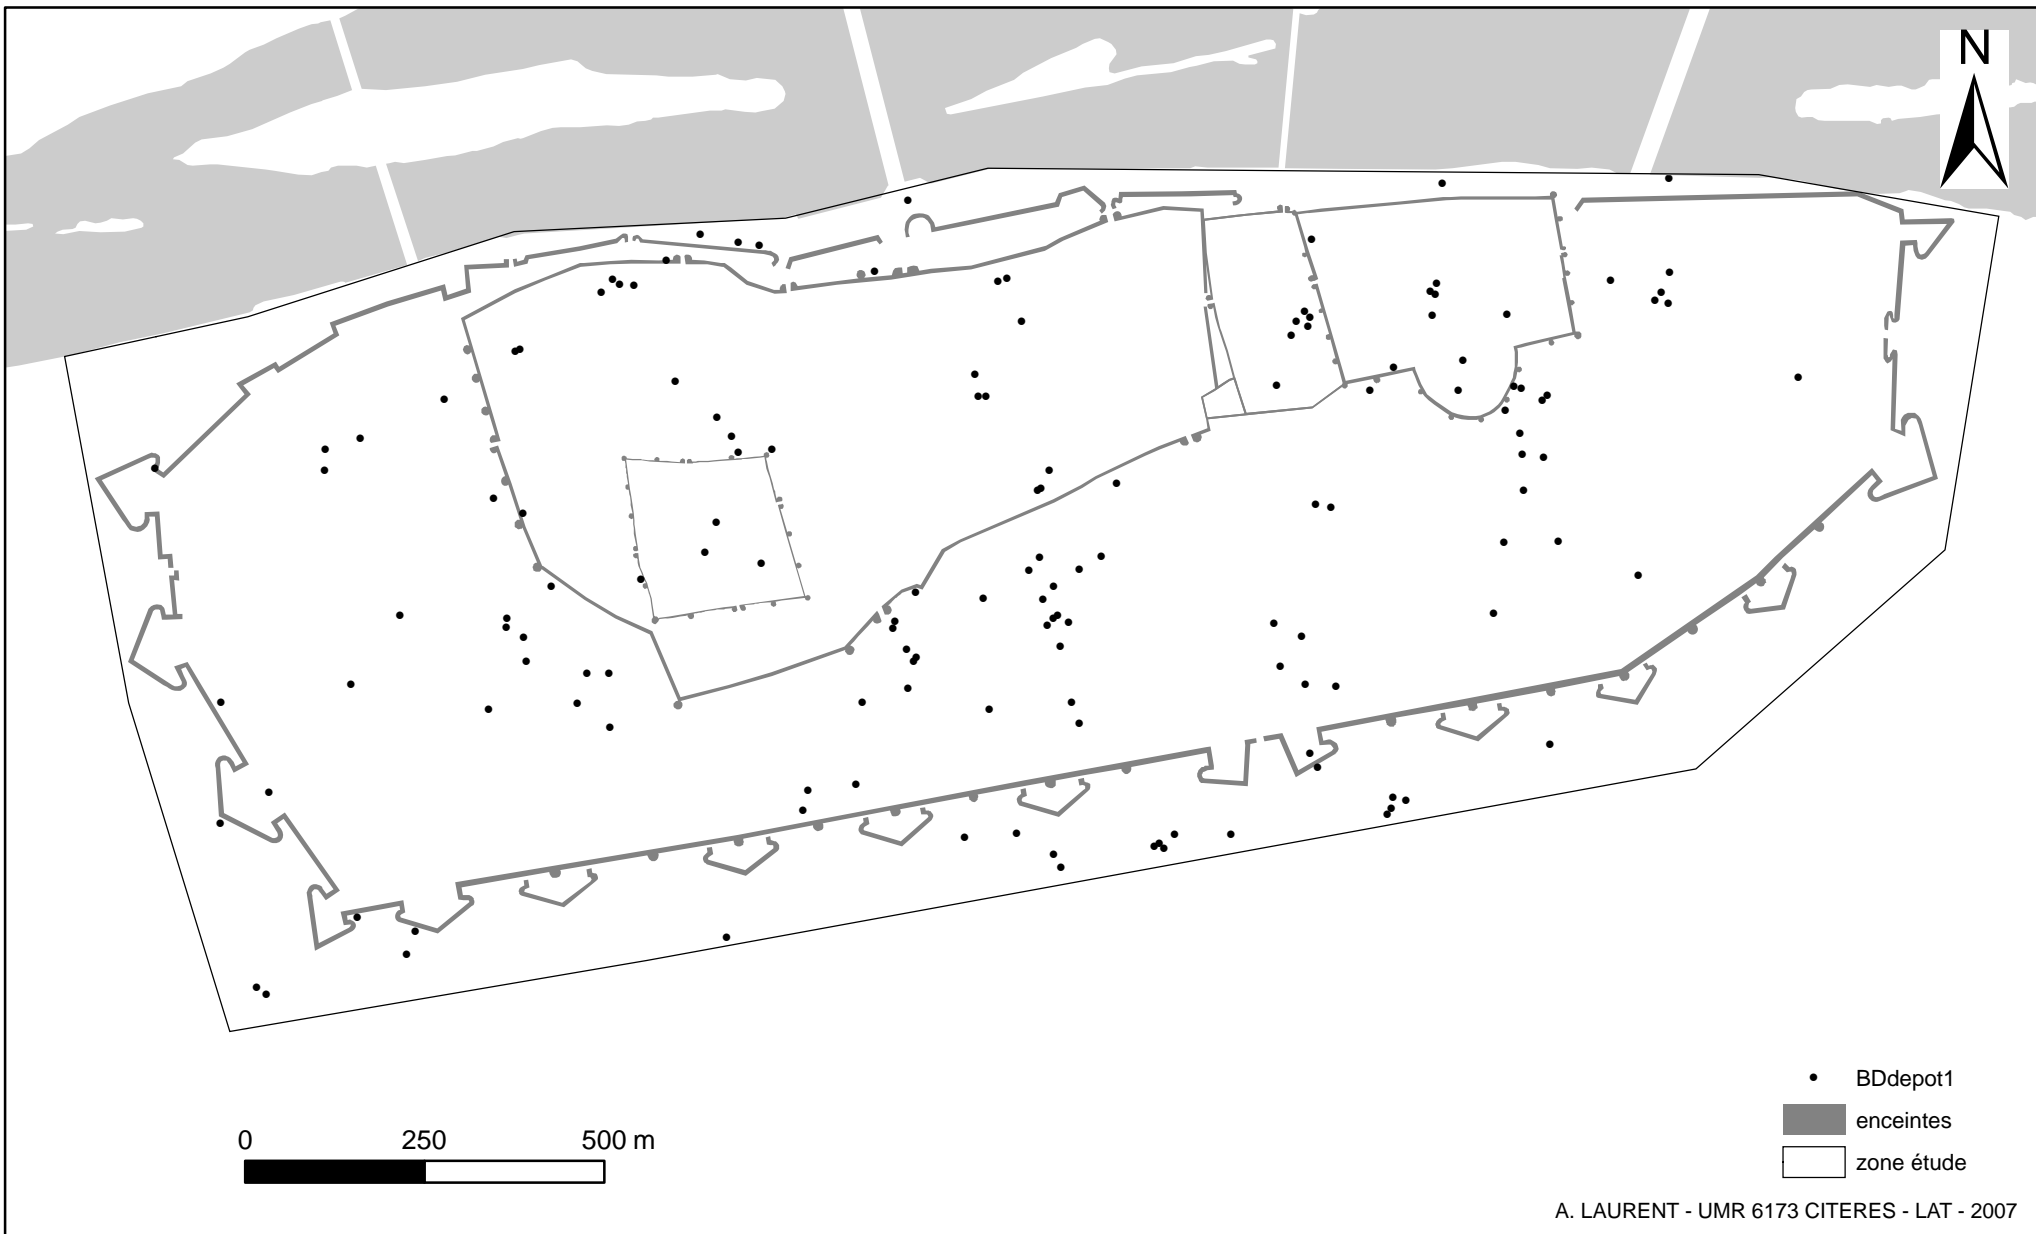 N
0 250 500 m
BDdepot1
enceintes
zone étude
A. LAURENT - UMR 6173 CITERES - LAT - 2007